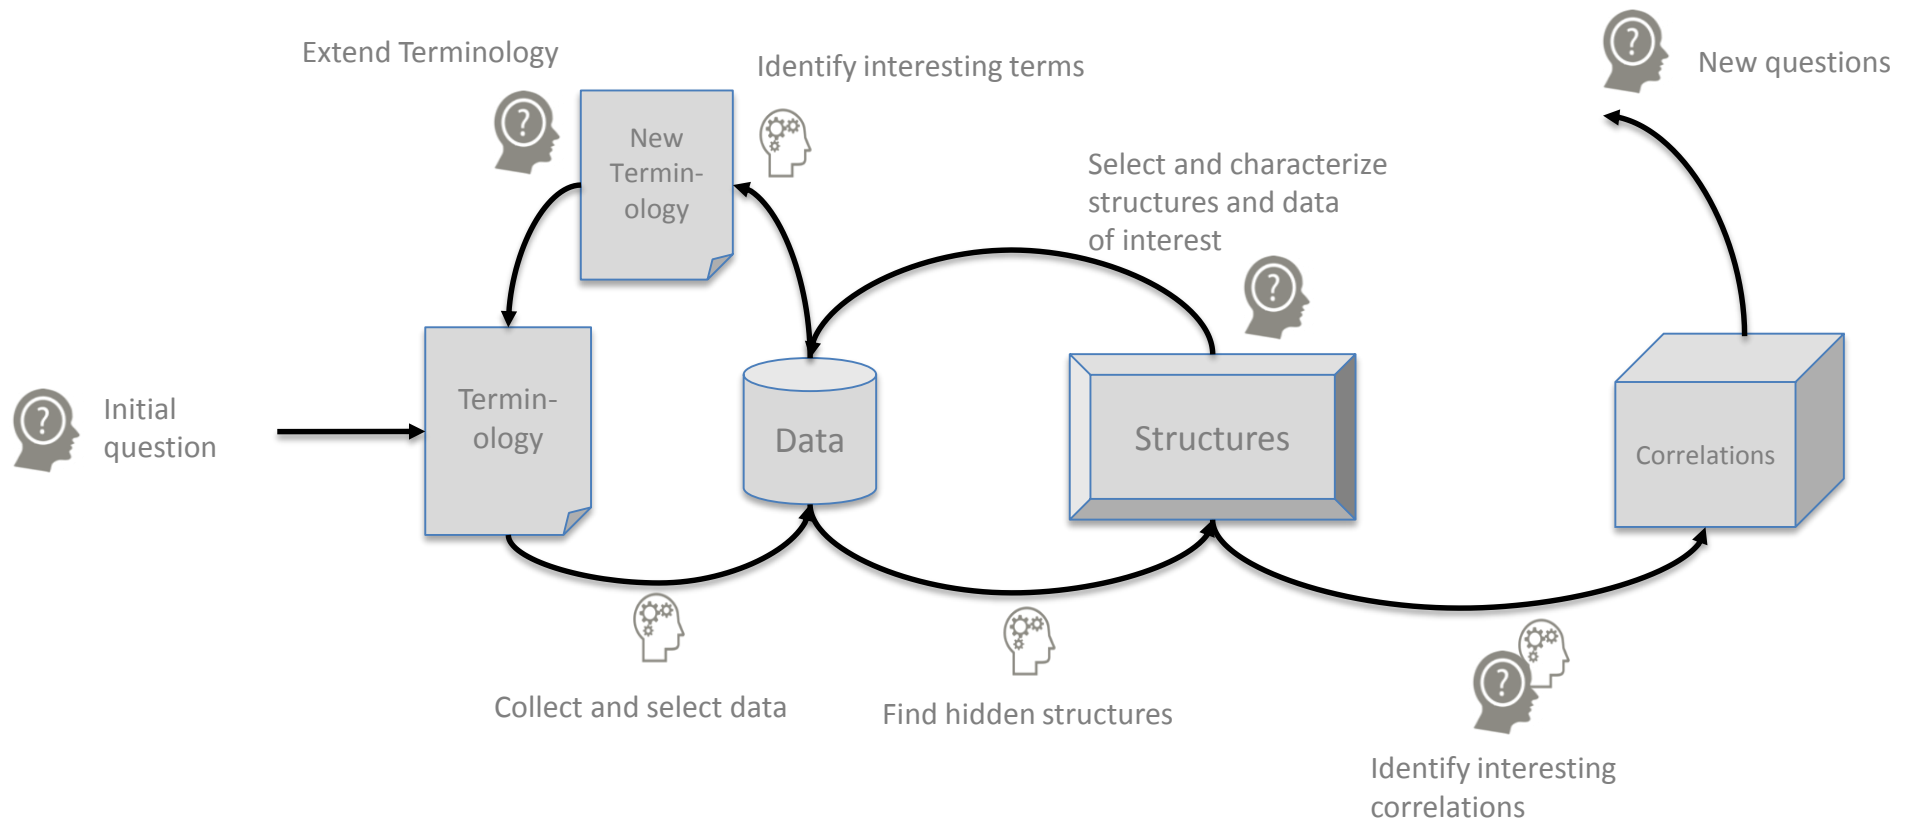 Extend Terminology
Identify interesting terms
New questions
New
Termin-
ology
Select and characterize
structures and data
of interest
Initial
question
Termin-
ology
Data
Structures
Correlations
Collect and select data
Find hidden structures
Identify interesting
correlations
?
?
?
?
?